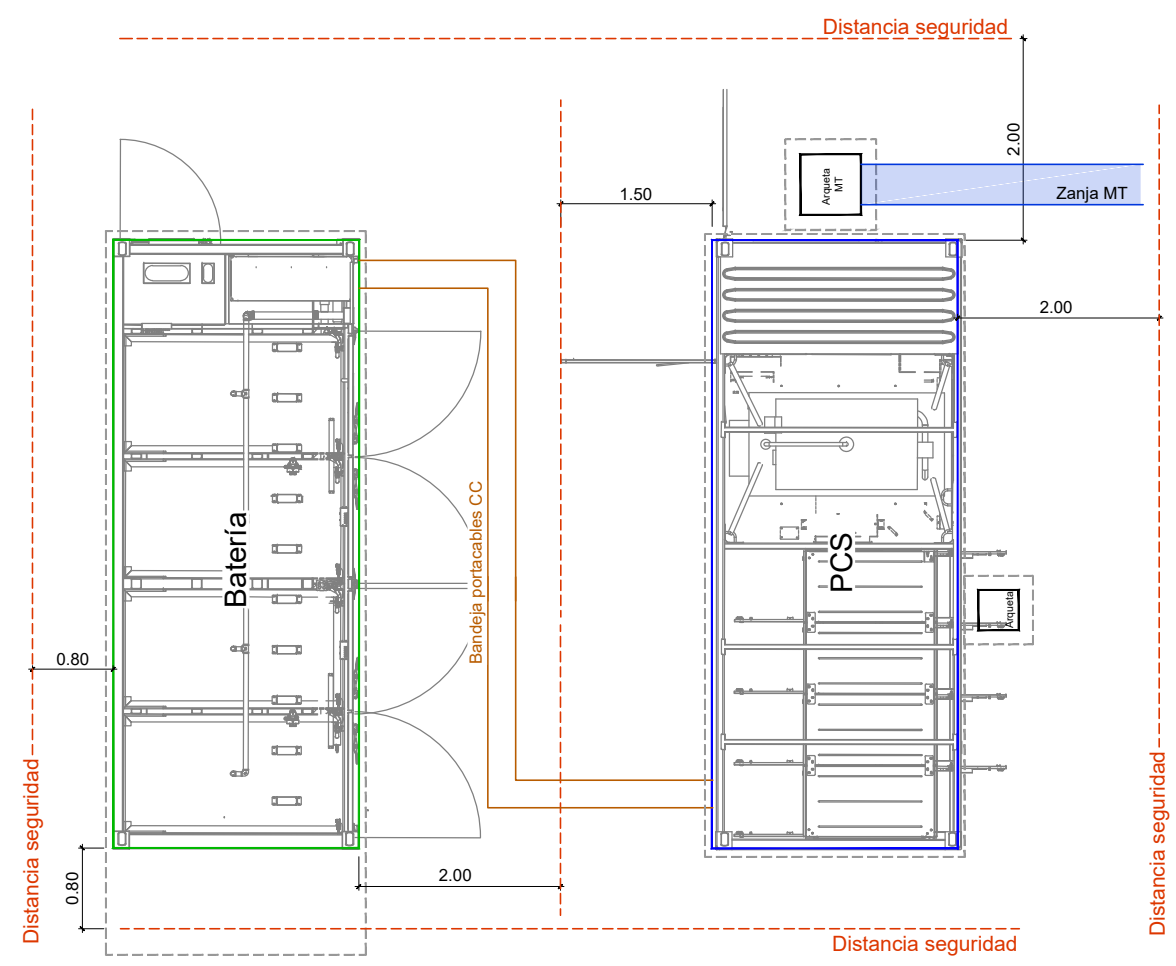 Distancia seguridad
2.00
Arqueta
MT
Zanja MT
1.50
2.00
Batería
Bandeja portacables CC
PCS
Arqueta
0.80
Distancia seguridad
0.80
2.00
Distancia seguridad
Distancia seguridad